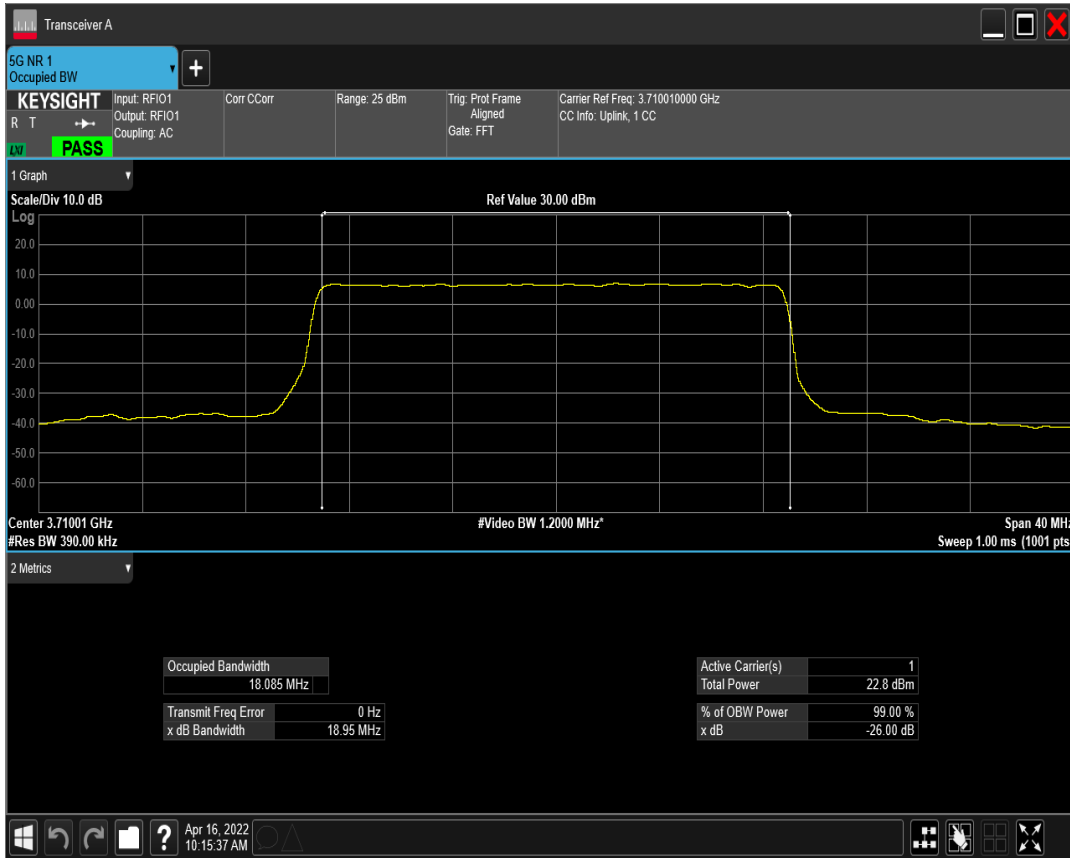 Transceiver A
5G NR 1
Occupied BW
KEYSIGHT
R T
LXI
PASS
Input: RFIO1
Output: RFIO1
Coupling: AC
Corr CCorr
Range: 25 dBm
Trig: Prot Frame
Aligned
Gate: FFT
Carrier Ref Freq: 3.710010000 GHz
CC Info: Uplink, 1 CC
1 Graph
Scale/Div 10.0 dB
Ref Value 30.00 dBm
Log
20.0
10.0
0.00
-10.0
-20.0
-30.0
-40.0
-50.0
-60.0
Center 3.71001 GHz
#Video BW 1.2000 MHz*
Span 40 MHz
#Res BW 390.00 kHz
Sweep 1.00 ms (1001 pts
2 Metrics
Occupied Bandwidth
18.085 MHz
Transmit Freq Error 0 Hz
x dB Bandwidth 18.95 MHz
Active Carrier(s) 1
Total Power 22.8 dBm
% of OBW Power 99.00 %
x dB -26.00 dB
?
Apr 16, 2022
10:15:37 AM